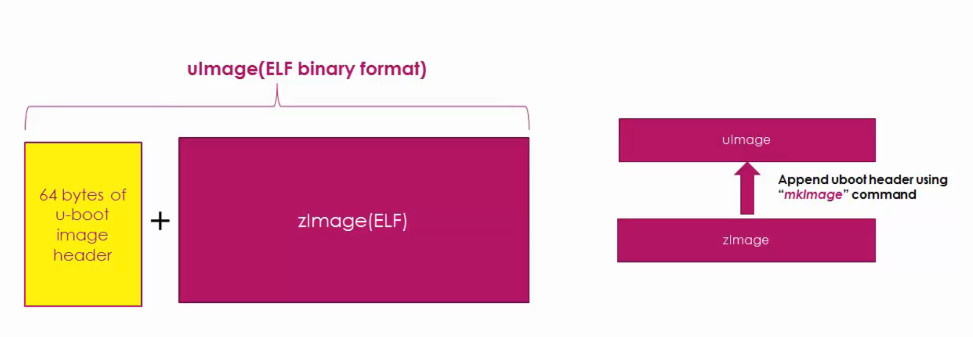 uImage(ELF binary format)
64 bytes of
u-boot
image
header
+
zImage(ELF)
uImage
Append uboot header using
“mkImage” command
zImage